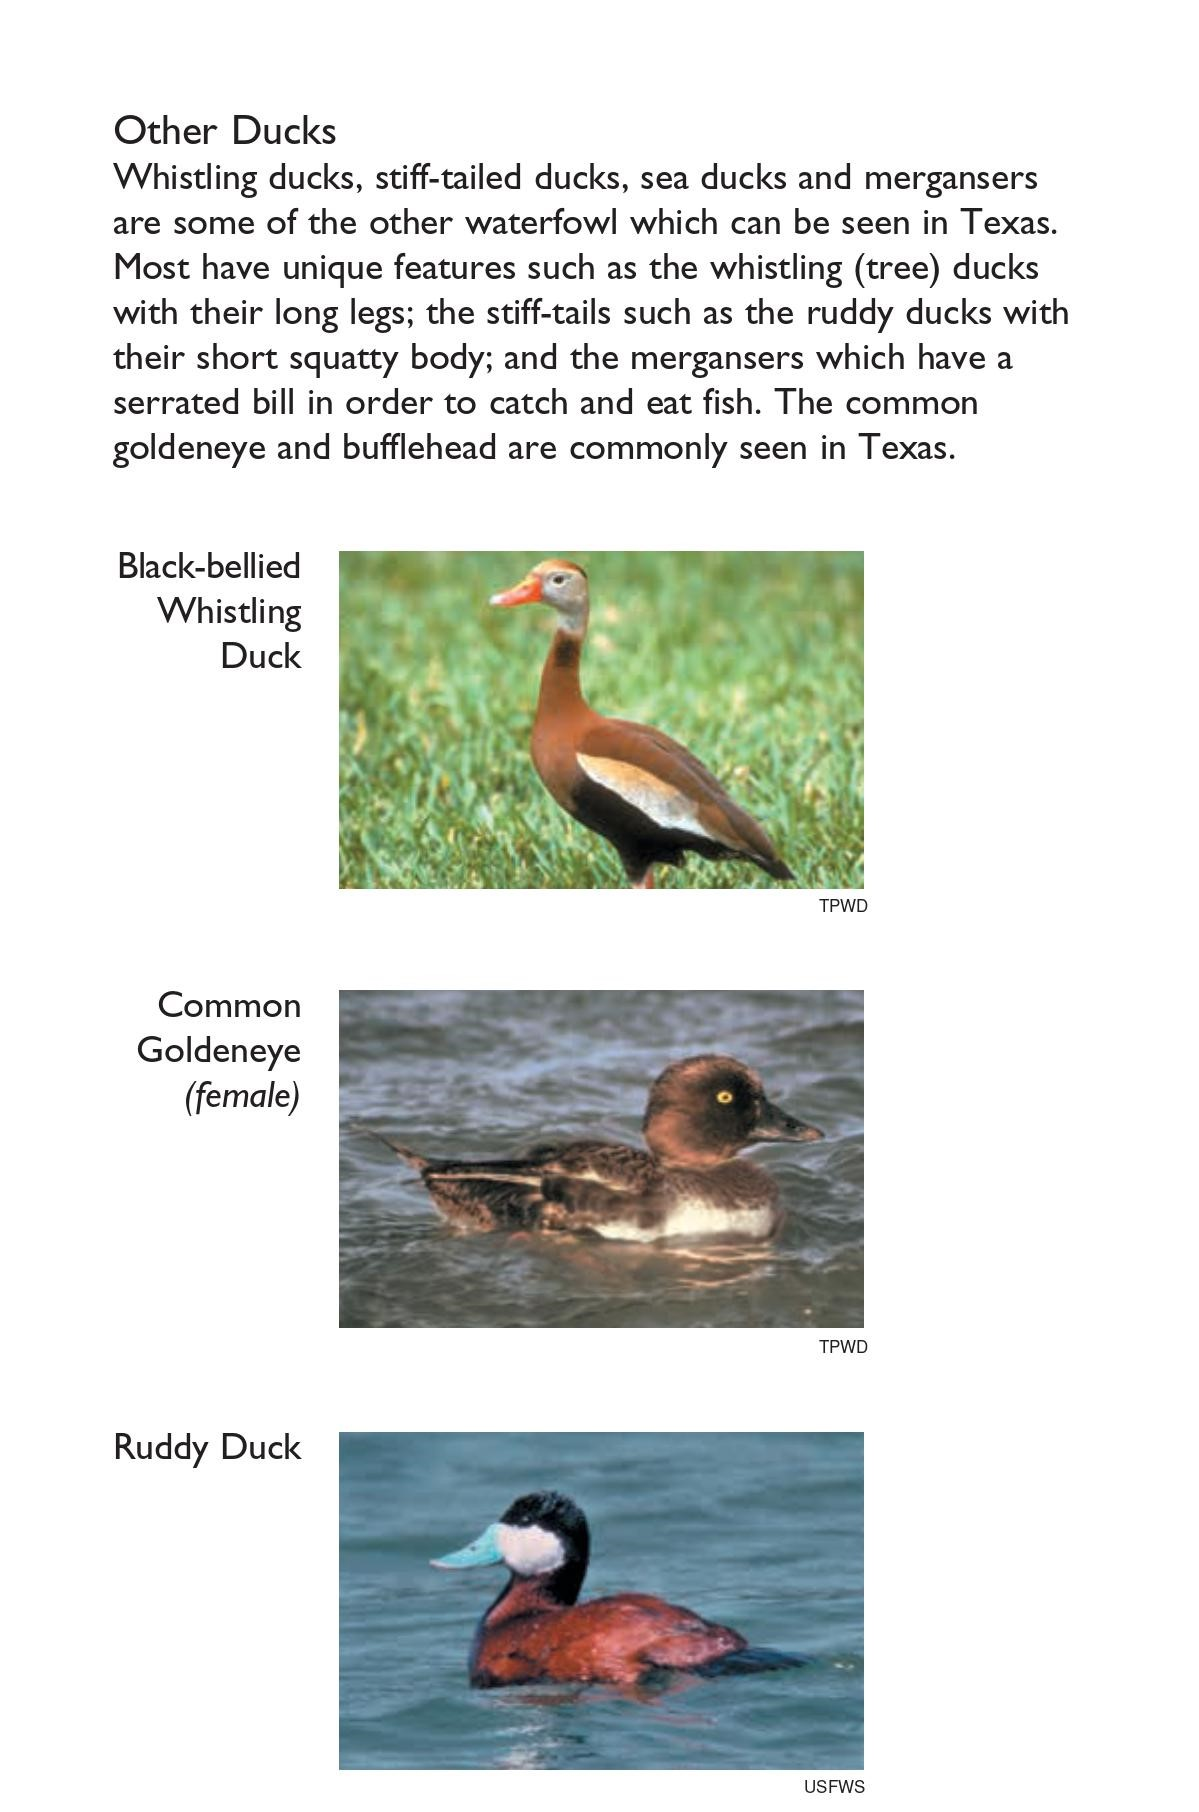 Other Ducks
Whistling ducks, stiff-tailed ducks, sea ducks and mergansers
are some of the other waterfowl which can be seen in Texas.
Most have unique features such as the whistling (tree) ducks
with their long legs; the stiff-tails such as the ruddy ducks with
their short squatty body; and the mergansers which have a
serrated bill in order to catch and eat fish. The common
goldeneye and bufflehead are commonly seen in Texas.
Black-bellied
Whistling
Duck
TPWD
Common
Goldeneye
(female)
TPWD
Ruddy Duck
USFWS